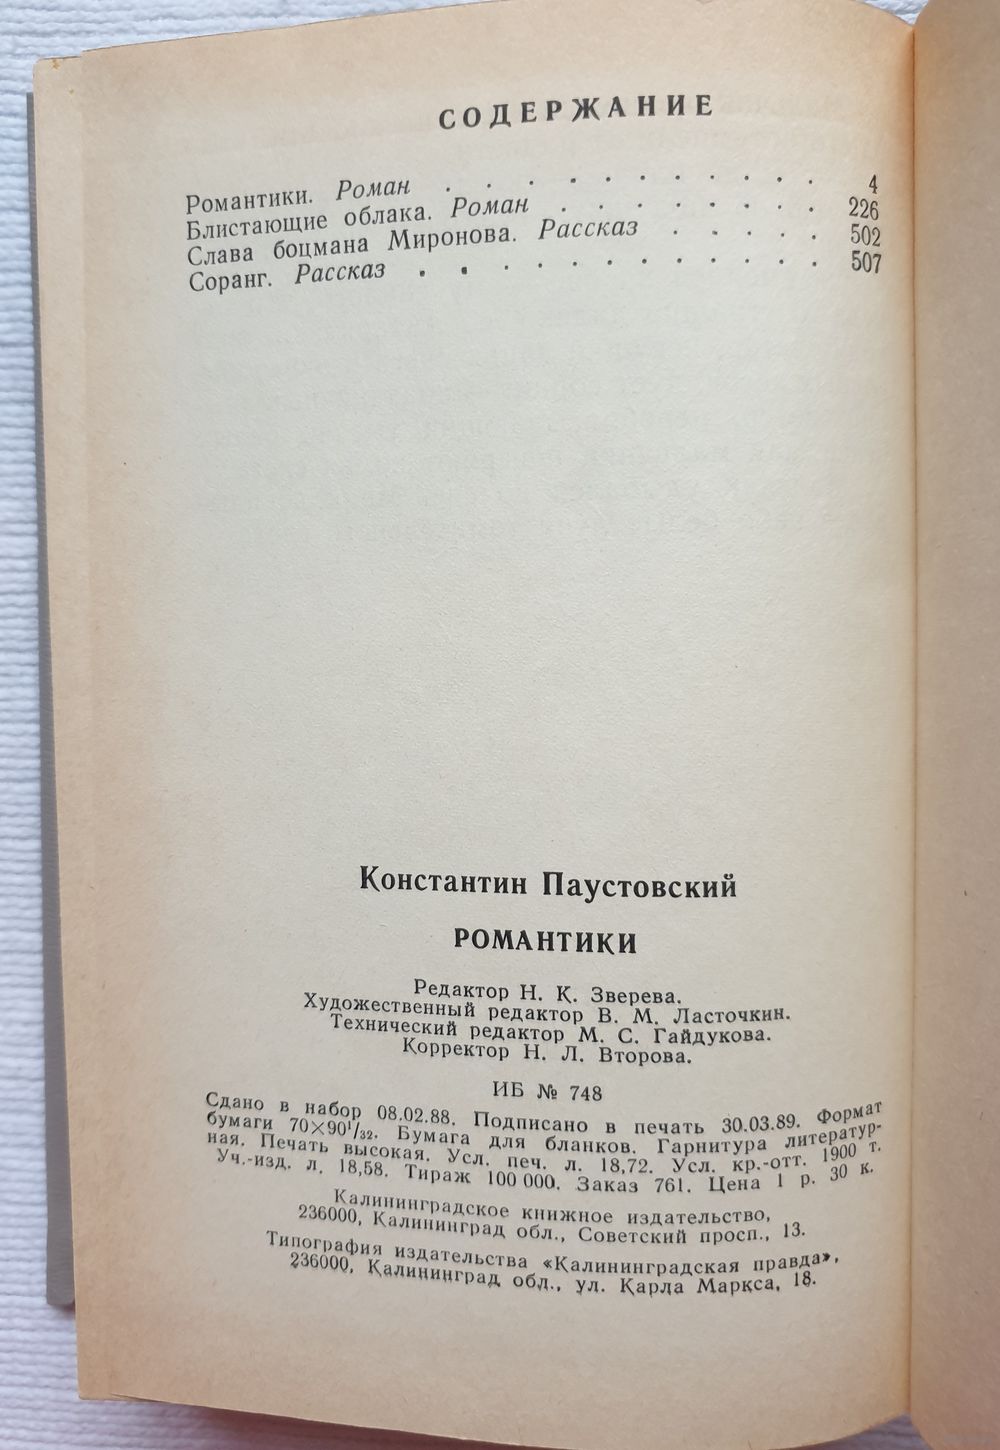 СОДЕРЖАНИЕ
Романтики. Роман . . . . . . . . . . 4
Блистающие облака. Роман . . . . . . . 226
Слава боцмана Миронова. Рассказ . . . . . 502
Соранг. Рассказ . . . . . . . . . . . 507
Константин Паустовский
РОМАНТИКИ
Редактор Н. К. Зверева.
Художественный редактор В. М. Ласточкин.
Технический редактор М. С. Гайдукова.
Корректор Н. Л. Второва.
ИБ № 748
Сдано в набор 08.02.88. Подписано в печать 30.03.89. Формат
бумаги 70×90¹/₃₂. Бумага для бланков. Гарнитура литератур-
ная. Печать высокая. Усл. печ. л. 18,72. Усл. кр.-отт. 1900 т.
Уч.-изд. л. 18,58. Тираж 100 000. Заказ 761. Цена 1 р. 30 к.
Калининградское книжное издательство,
236000, Калининград обл., Советский просп., 13.
Типография издательства «Калининградская правда»,
236000, Калининград обл., ул. Карла Маркса, 18.